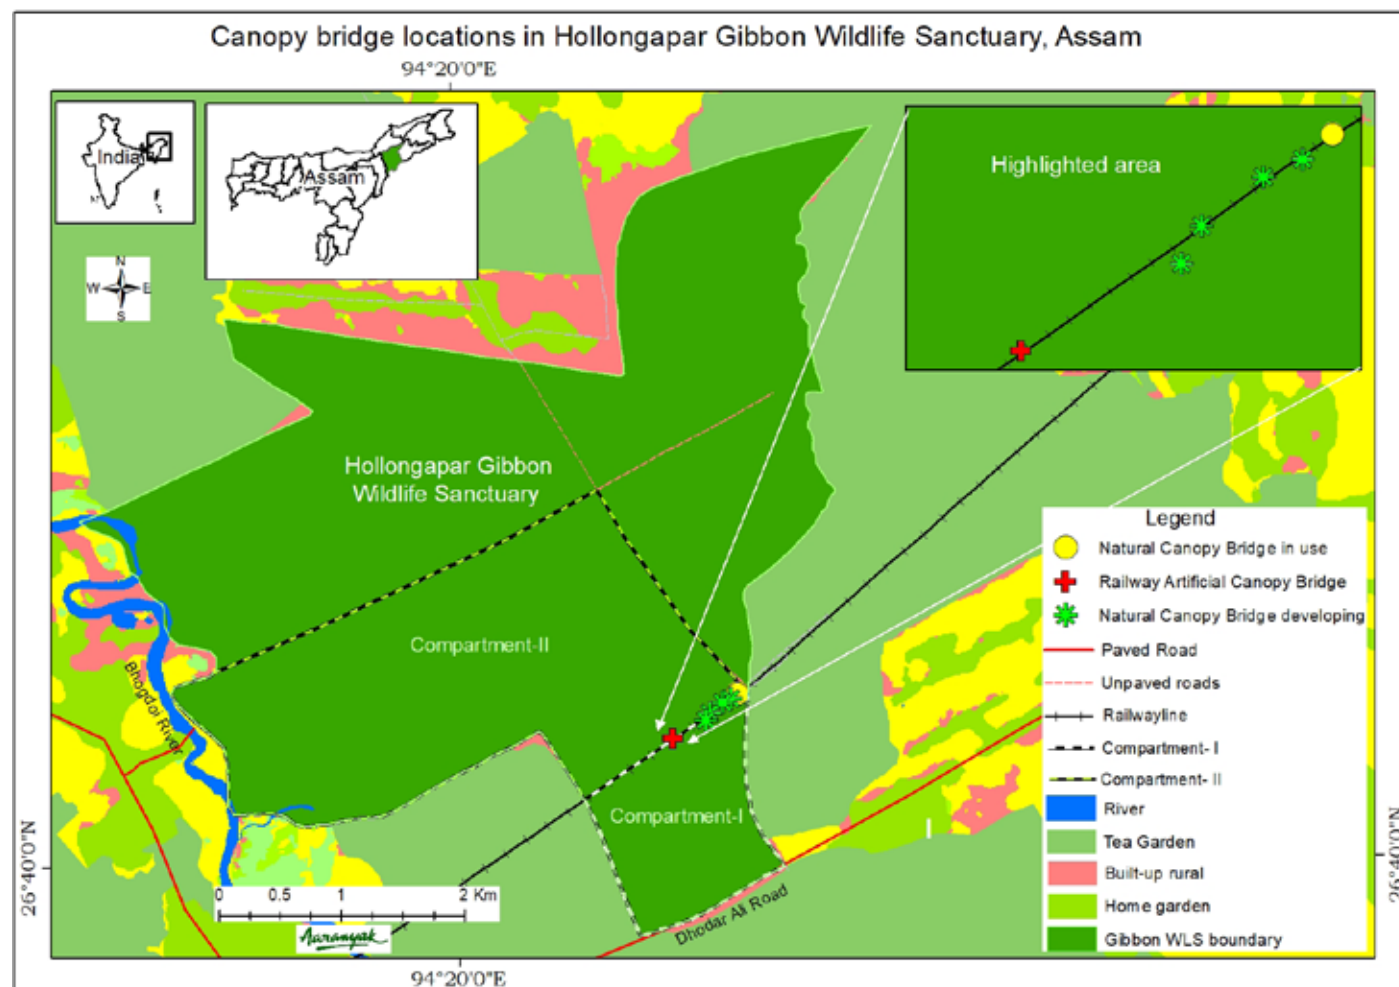 Canopy bridge locations in Hollongapar Gibbon Wildlife Sanctuary, Assam
94°20'0"E
India
N
Assam
Highlighted area
N
W E
S
Hollongapar Gibbon
Wildlife Sanctuary
Compartment-II
Bhogdoi River
Compartment-I
Dhodar Ali Road
26°40'0"N
26°40'0"N
0 0.5 1 2 Km
Aaranyak
Legend
Natural Canopy Bridge in use
Railway Artificial Canopy Bridge
Natural Canopy Bridge developing
Paved Road
Unpaved roads
Railwayline
Compartment- I
Compartment- II
River
Tea Garden
Built-up rural
Home garden
Gibbon WLS boundary
94°20'0"E